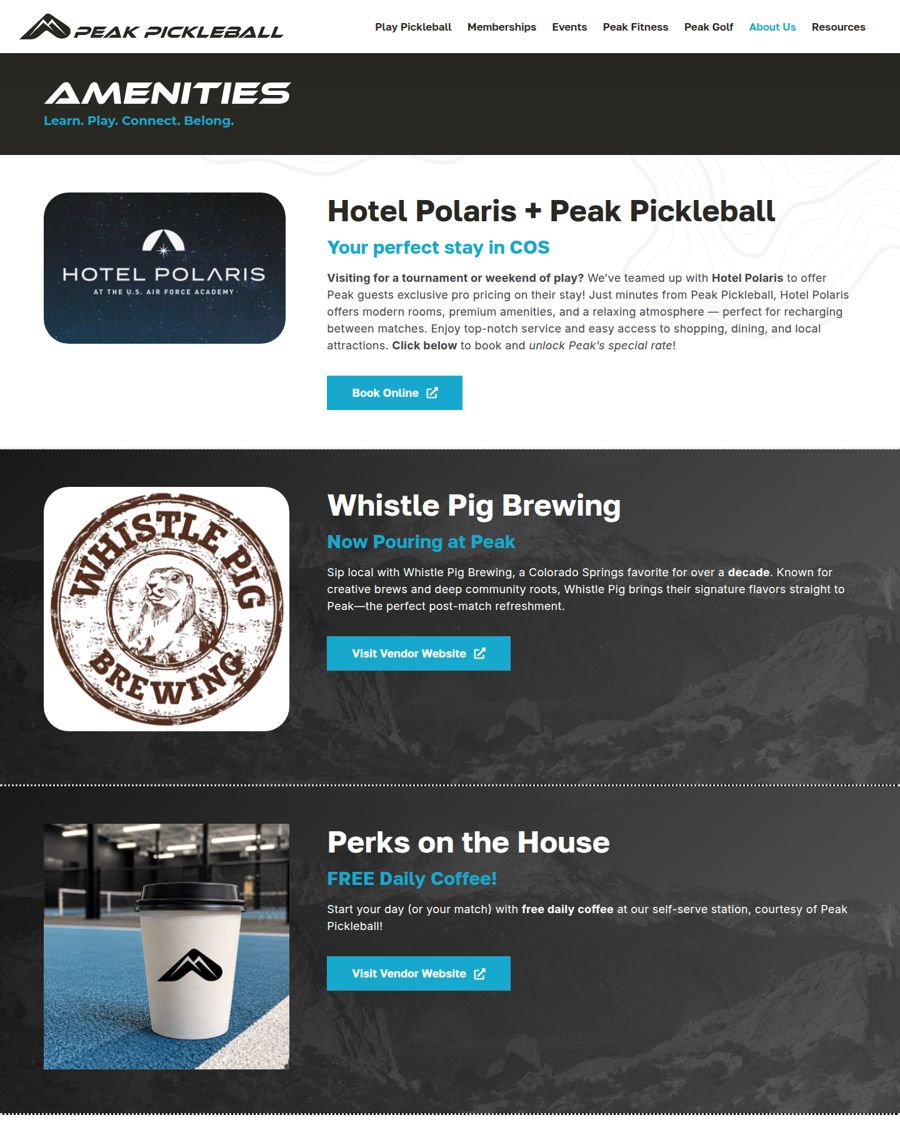 PEAK PICKLEBALL
Play Pickleball Memberships Events Peak Fitness Peak Golf About Us Resources
AMENITIES
Learn. Play. Connect. Belong.
HOTEL POLARIS
AT THE U.S. AIR FORCE ACADEMY
Hotel Polaris + Peak Pickleball
Your perfect stay in COS
Visiting for a tournament or weekend of play? We’ve teamed up with Hotel Polaris to offer
Peak guests exclusive pro pricing on their stay! Just minutes from Peak Pickleball, Hotel Polaris
offers modern rooms, premium amenities, and a relaxing atmosphere — perfect for recharging
between matches. Enjoy top-notch service and easy access to shopping, dining, and local
attractions. Click below to book and unlock Peak’s special rate!
Book Online
WHISTLE PIG
BREWING
Whistle Pig Brewing
Now Pouring at Peak
Sip local with Whistle Pig Brewing, a Colorado Springs favorite for over a decade. Known for
creative brews and deep community roots, Whistle Pig brings their signature flavors straight to
Peak—the perfect post-match refreshment.
Visit Vendor Website
Perks on the House
FREE Daily Coffee!
Start your day (or your match) with free daily coffee at our self-serve station, courtesy of Peak
Pickleball!
Visit Vendor Website